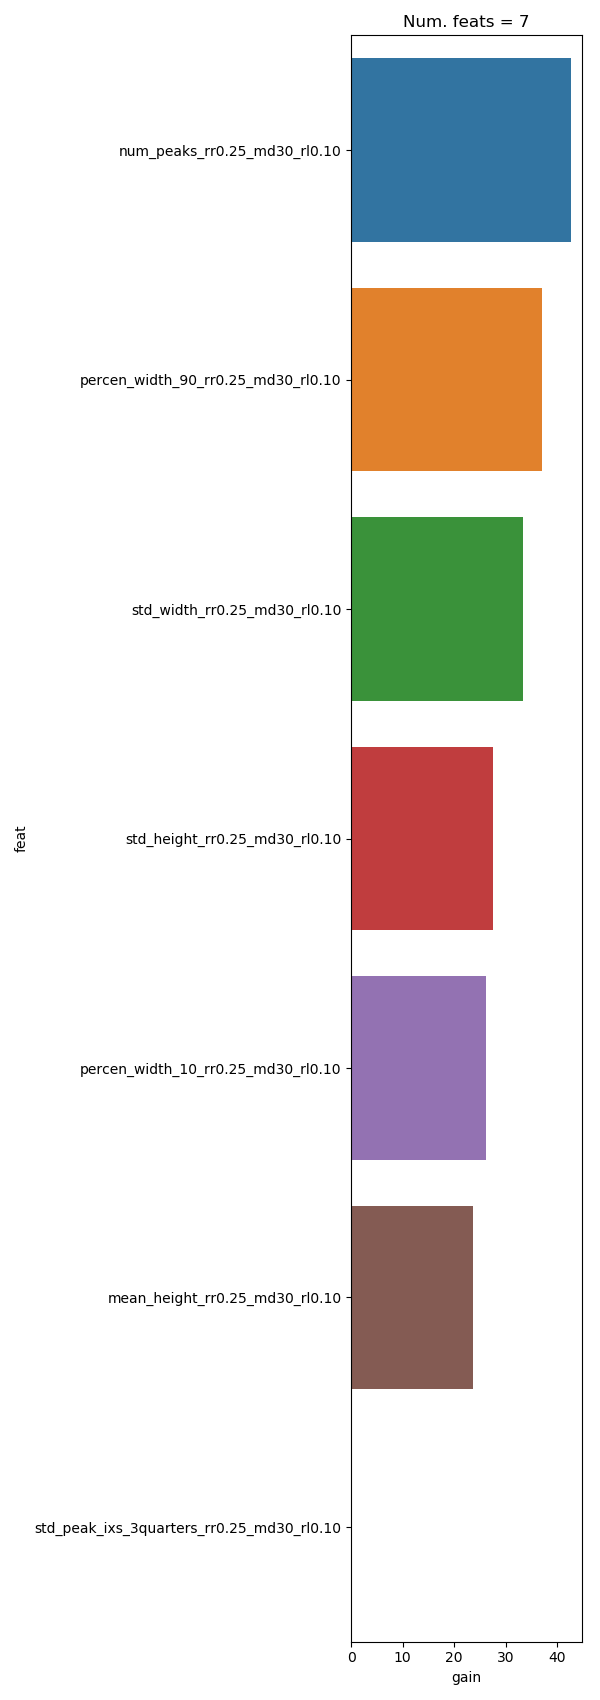 Num. feats = 7
num_peaks_rr0.25_md30_rl0.10
percen_width_90_rr0.25_md30_rl0.10
std_width_rr0.25_md30_rl0.10
std_height_rr0.25_md30_rl0.10
percen_width_10_rr0.25_md30_rl0.10
mean_height_rr0.25_md30_rl0.10
std_peak_ixs_3quarters_rr0.25_md30_rl0.10
feat
0 10 20 30 40
gain